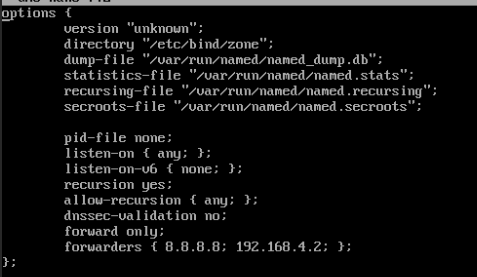 options {
version "unknown";
directory "/etc/bind/zone";
dump-file "/var/run/named/named_dump.db";
statistics-file "/var/run/named/named.stats";
recursing-file "/var/run/named/named.recursing";
secroots-file "/var/run/named/named.secroots";
pid-file none;
listen-on { any; };
listen-on-v6 { none; };
recursion yes;
allow-recursion { any; };
dnssec-validation no;
forward only;
forwarders { 8.8.8.8; 192.168.4.2; };
};